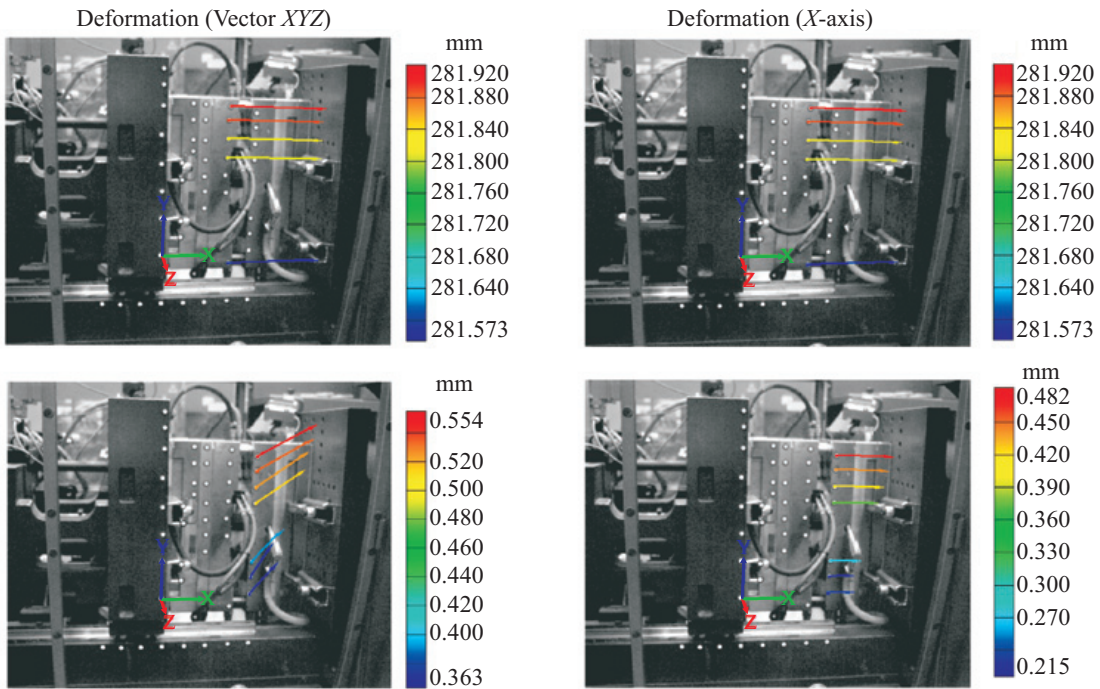 Deformation (Vector XYZ)
Deformation (X-axis)
mm
281.920
281.880
281.840
281.800
281.760
281.720
281.680
281.640
281.573
Y
X
Z
mm
281.920
281.880
281.840
281.800
281.760
281.720
281.680
281.640
281.573
Y
X
Z
mm
0.554
0.520
0.500
0.480
0.460
0.440
0.420
0.400
0.363
Y
X
Z
mm
0.482
0.420
0.390
0.360
0.330
0.300
0.270
0.215
Y
X
Z